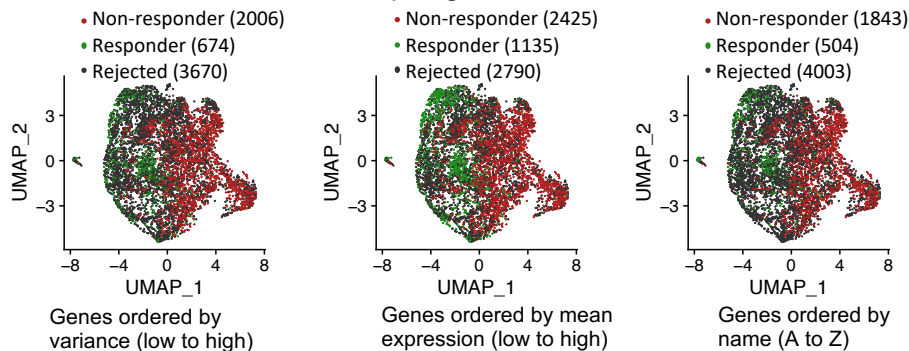 Non-responder (2006)
Responder (674)
Rejected (3670)
UMAP_2
3
0
−3
−8
−4
0
4
8
UMAP_1
Genes ordered by
variance (low to high)
Non-responder (2425)
Responder (1135)
Rejected (2790)
UMAP_2
3
0
−3
−8
−4
0
4
8
UMAP_1
Genes ordered by mean
expression (low to high)
Non-responder (1843)
Responder (504)
Rejected (4003)
UMAP_2
3
0
−3
−8
−4
0
4
8
UMAP_1
Genes ordered by
name (A to Z)